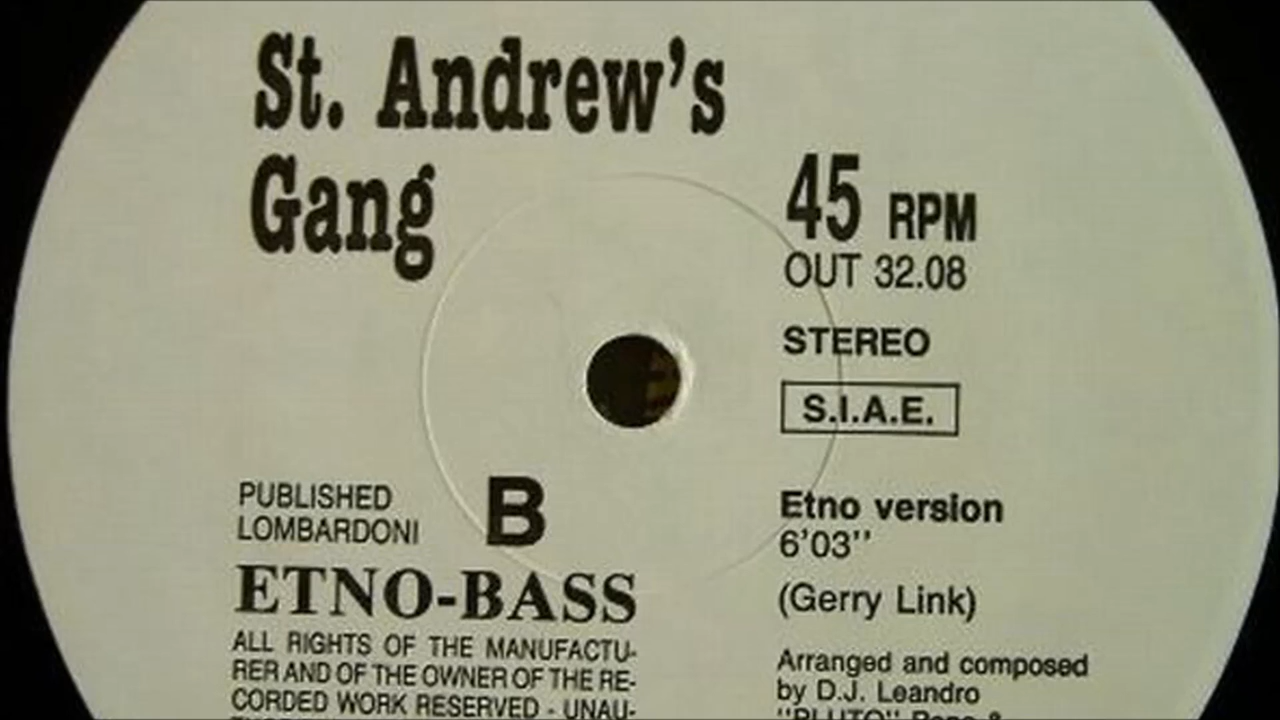 St. Andrew's
Gang
45 RPM
OUT 32.08
STEREO
S.I.A.E.
PUBLISHED
LOMBARDONI
B
ETNO-BASS
ALL RIGHTS OF THE MANUFACTU-
RER AND OF THE OWNER OF THE RE-
CORDED WORK RESERVED - UNAU-
Etno version
6'03''
(Gerry Link)
Arranged and composed
by D.J. Leandro
"PLUTO"